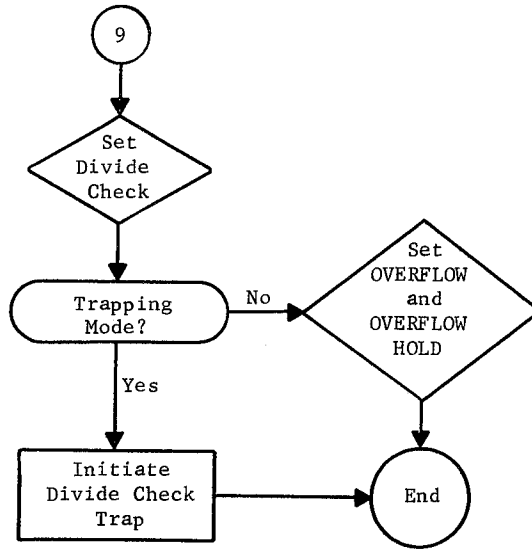 9
Set
Divide
Check
Trapping
Mode?
No
Set
OVERFLOW
and
OVERFLOW
HOLD
Yes
Initiate
Divide Check
Trap
End